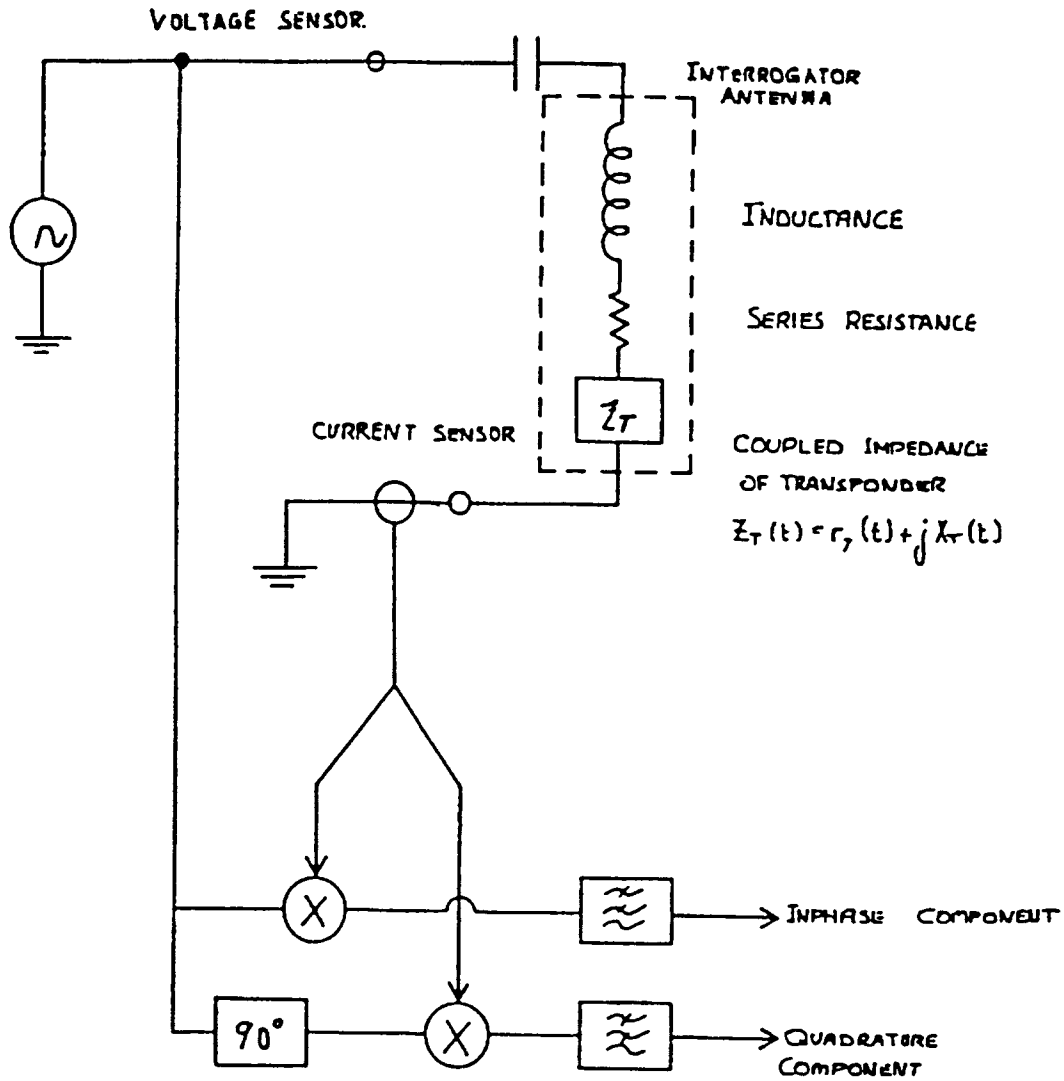 VOLTAGE SENSOR.
INTERROGATOR
ANTENNA
INDUCTANCE
SERIES RESISTANCE
Z_T
CURRENT SENSOR
COUPLED IMPEDANCE
OF TRANSPONDER
Z_T(t) = r_T(t) + j X_T(t)
X
INPHASE COMPONENT
90°
X
QUADRATURE
COMPONENT